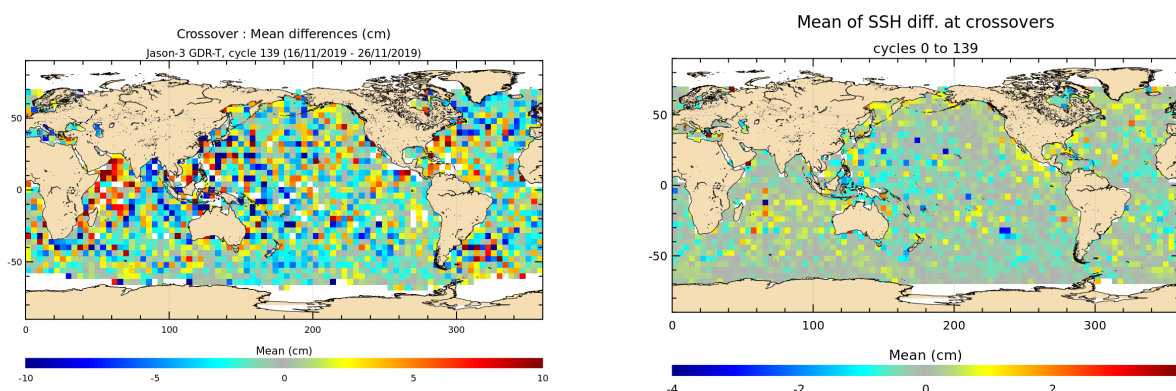 Crossover : Mean differences (cm)
Jason-3 GDR-T, cycle 139 (16/11/2019 - 26/11/2019)
50
0
-50
0 100 200 300
Mean (cm)
-10 -5 0 5 10
Mean of SSH diff. at crossovers
cycles 0 to 139
50
0
-50
0 100 200 300
Mean (cm)
-4 -2 0 2